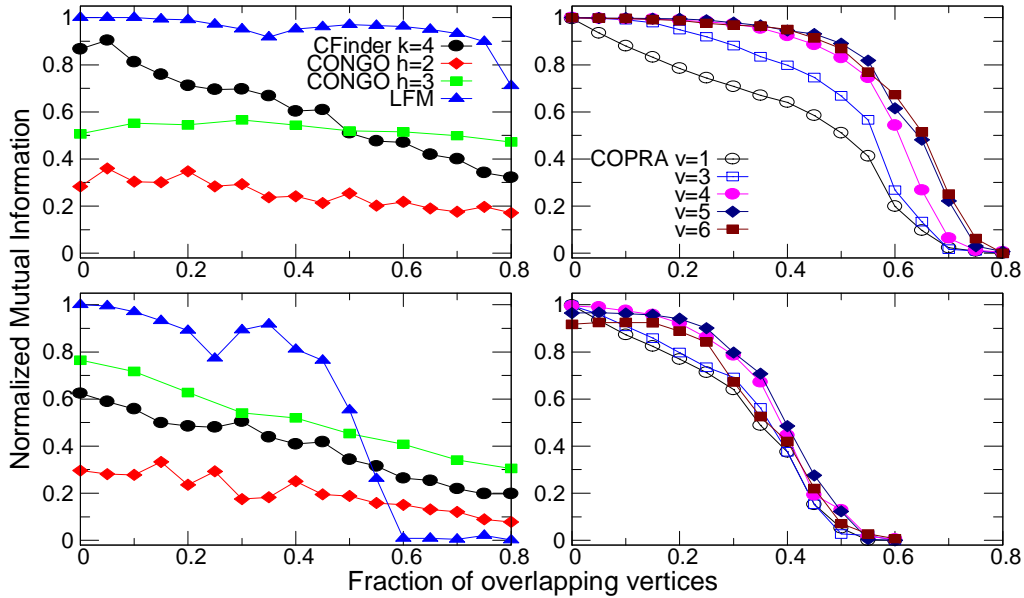 Normalized Mutual Information
1
0.8
0.6
0.4
0.2
0
CFinder k=4
CONGO h=2
CONGO h=3
LFM
0 0.2 0.4 0.6 0.8
1
0.8
0.6
0.4
0.2
0
COPRA v=1
v=3
v=4
v=5
v=6
0 0.2 0.4 0.6 0.8
1
0.8
0.6
0.4
0.2
0
0 0.2 0.4 0.6 0.8
1
0.8
0.6
0.4
0.2
0
0 0.2 0.4 0.6 0.8
Fraction of overlapping vertices